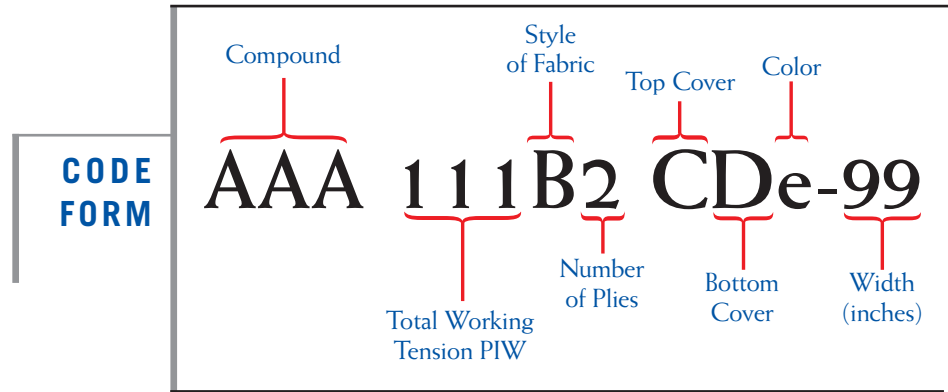 Style
of Fabric
Compound
Top Cover
Color
CODE
FORM
AAA 111B2 CDe-99
Number
of Plies
Bottom
Cover
Width
(inches)
Total Working
Tension PIW